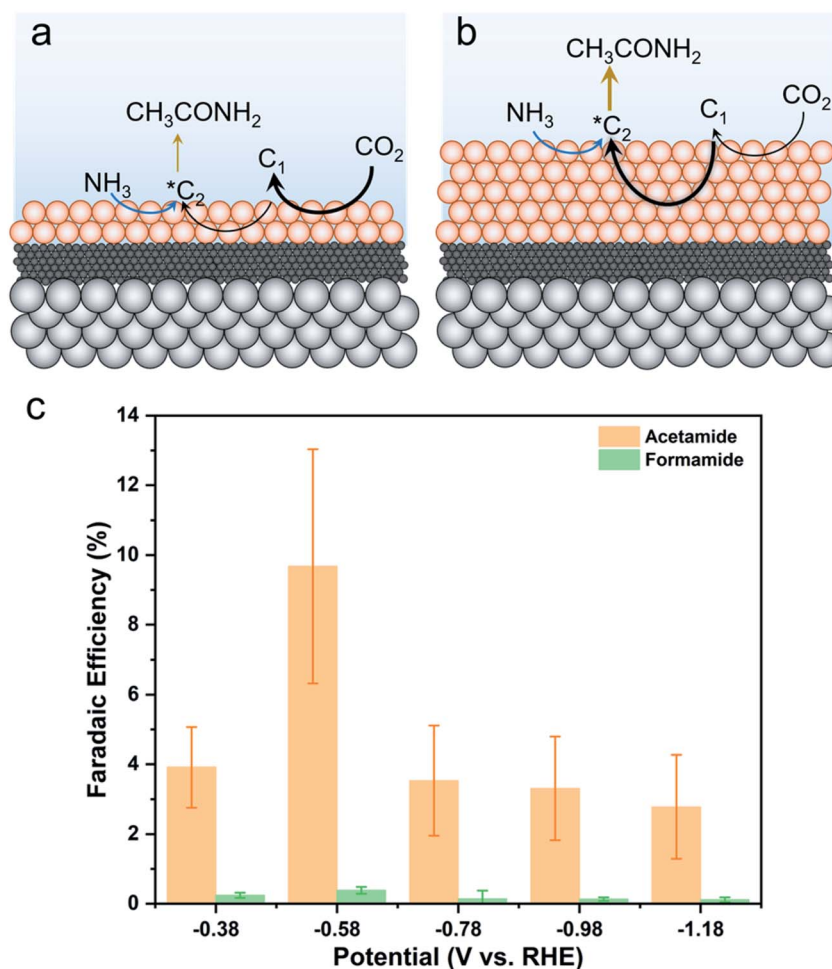 a
CH₃CONH₂
NH₃
*C₂
C₁
CO₂
b
CH₃CONH₂
NH₃
*C₂
C₁
CO₂
c
Acetamide
Formamide
Faradaic Efficiency (%)
14
12
10
8
6
4
2
0
-0.38 -0.58 -0.78 -0.98 -1.18
Potential (V vs. RHE)